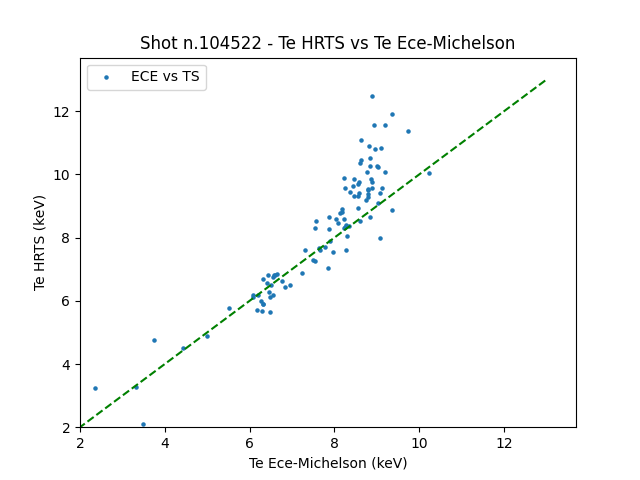 Shot n.104522 - Te HRTS vs Te Ece-Michelson
ECE vs TS
Te HRTS (keV)
12
10
8
6
4
2
2 4 6 8 10 12
Te Ece-Michelson (keV)